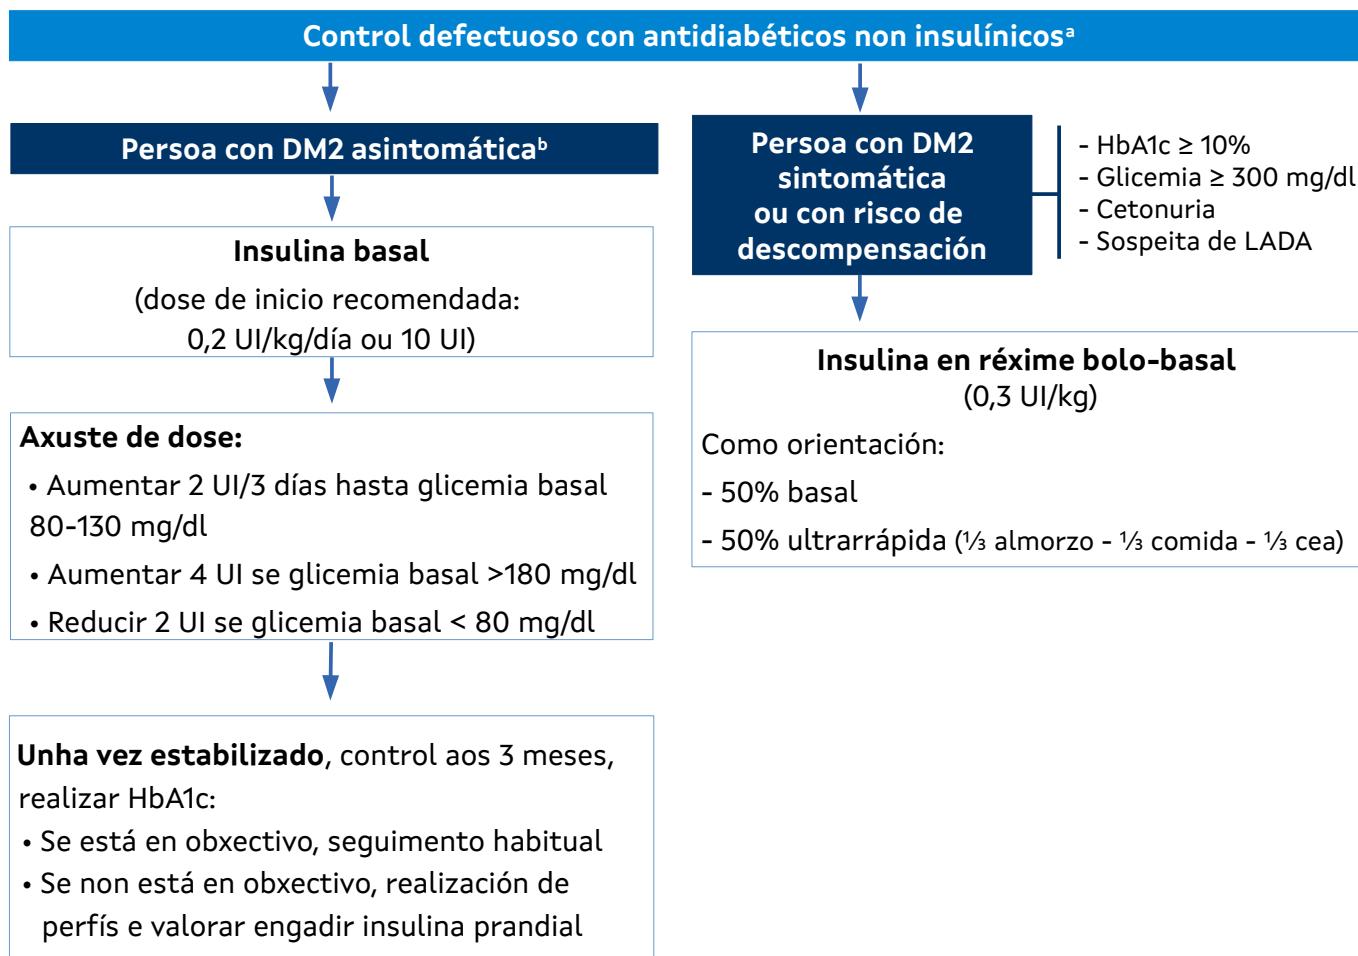 Control defectuoso con antidiabéticos non insulínicosª
Persoa con DM2 asintomáticaᵇ
Insulina basal
(dose de inicio recomendada:
0,2 UI/kg/día ou 10 UI)
Axuste de dose:
• Aumentar 2 UI/3 días hasta glicemia basal
80-130 mg/dl
• Aumentar 4 UI se glicemia basal >180 mg/dl
• Reducir 2 UI se glicemia basal < 80 mg/dl
Unha vez estabilizado, control aos 3 meses,
realizar HbA1c:
• Se está en obxectivo, seguimento habitual
• Se non está en obxectivo, realización de
perfís e valorar engadir insulina prandial
Persoa con DM2
sintomática
ou con risco de
descompensación
- HbA1c ≥ 10%
- Glicemia ≥ 300 mg/dl
- Cetonuria
- Sospeita de LADA
Insulina en réxime bolo-basal
(0,3 UI/kg)
Como orientación:
- 50% basal
- 50% ultrarrápida (⅓ almorzo - ⅓ comida - ⅓ cea)